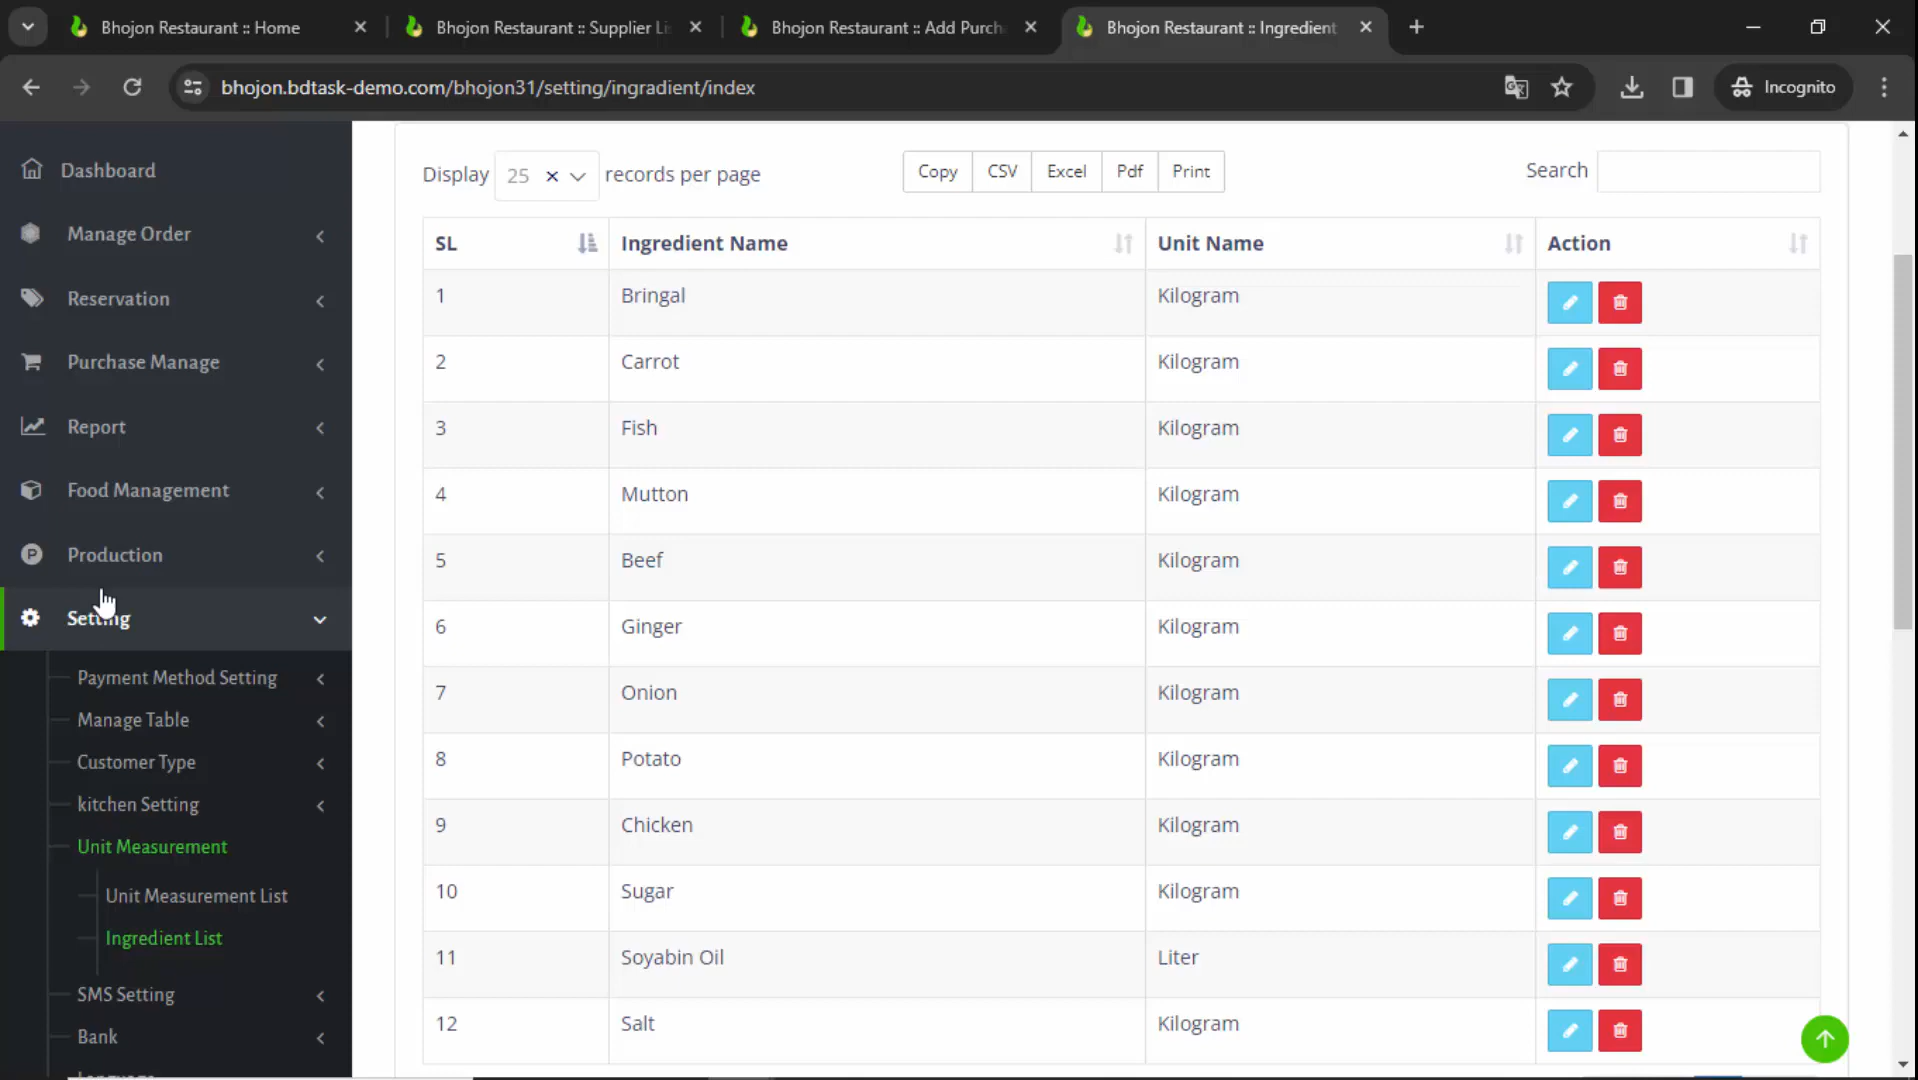 Bhojon Restaurant :: Home
Bhojon Restaurant :: Supplier Li
Bhojon Restaurant :: Add Purch
Bhojon Restaurant :: Ingredient
bhojon.bdtask-demo.com/bhojon31/setting/ingradient/index
Incognito
Dashboard
Manage Order
Reservation
Purchase Manage
Report
Food Management
Production
Setting
Payment Method Setting
Manage Table
Customer Type
kitchen Setting
Unit Measurement
Unit Measurement List
Ingredient List
SMS Setting
Bank
Display 25 records per page
Copy CSV Excel Pdf Print
Search
SL Ingredient Name Unit Name Action
1 Bringal Kilogram
2 Carrot Kilogram
3 Fish Kilogram
4 Mutton Kilogram
5 Beef Kilogram
6 Ginger Kilogram
7 Onion Kilogram
8 Potato Kilogram
9 Chicken Kilogram
10 Sugar Kilogram
11 Soyabin Oil Liter
12 Salt Kilogram